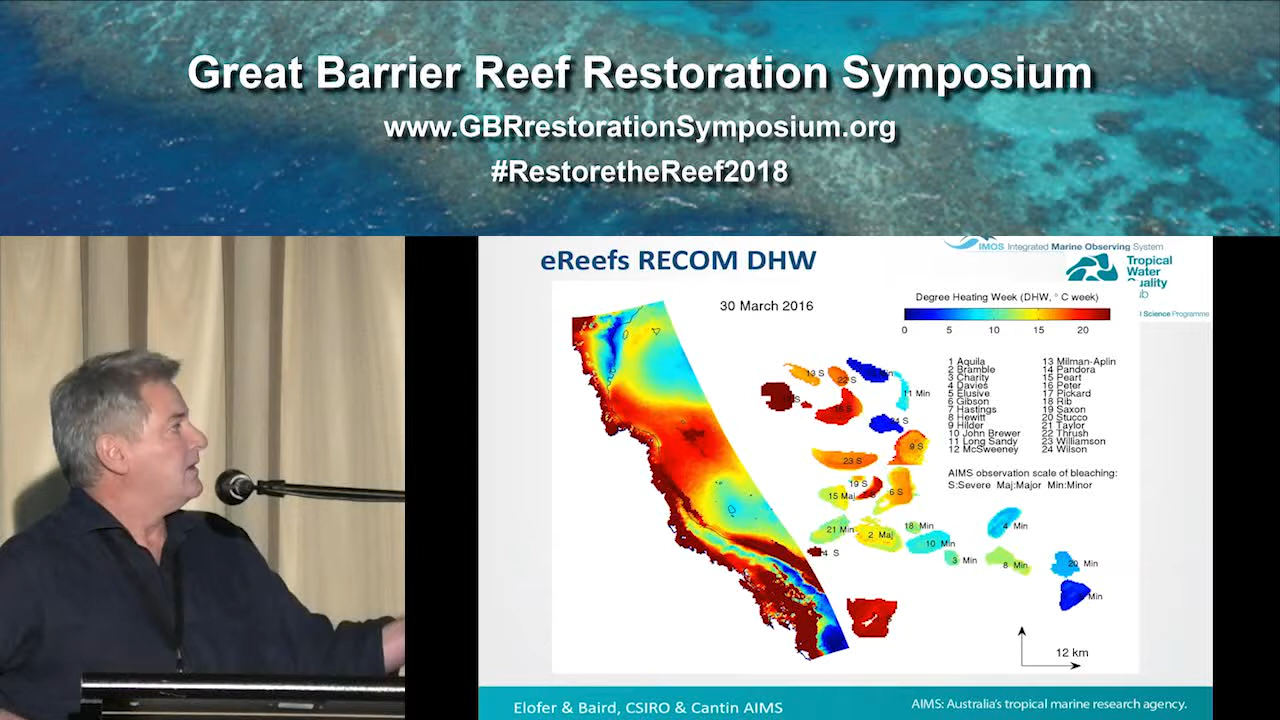 Great Barrier Reef Restoration Symposium
www.GBRrestorationSymposium.org
#RestoretheReef2018
eReefs RECOM DHW
IMOS Integrated Marine Observing System
Tropical
Water
uality
ub
l Science Programme
30 March 2016
Degree Heating Week (DHW, ° C week)
0 5 10 15 20
1 Aquila
2 Bramble
3 Charity
4 Davies
5 Elusive
6 Gibson
7 Hastings
8 Hewitt
9 Hilder
10 John Brewer
11 Long Sandy
12 McSweeney
13 Milman-Aplin
14 Pandora
15 Peart
16 Peter
17 Pickard
18 Rib
19 Saxon
20 Stucco
21 Taylor
22 Thrush
23 Williamson
24 Wilson
AIMS observation scale of bleaching:
S:Severe Maj:Major Min:Minor
13 S
22 S
11 Min
16 S
9 S
23 S
19 S
15 Maj
6 S
21 Min
2 Maj
18 Min
10 Min
4 Min
3 Min
8 Min
20 Min
Min
12 km
Elofer & Baird, CSIRO & Cantin AIMS
AIMS: Australia's tropical marine research agency.